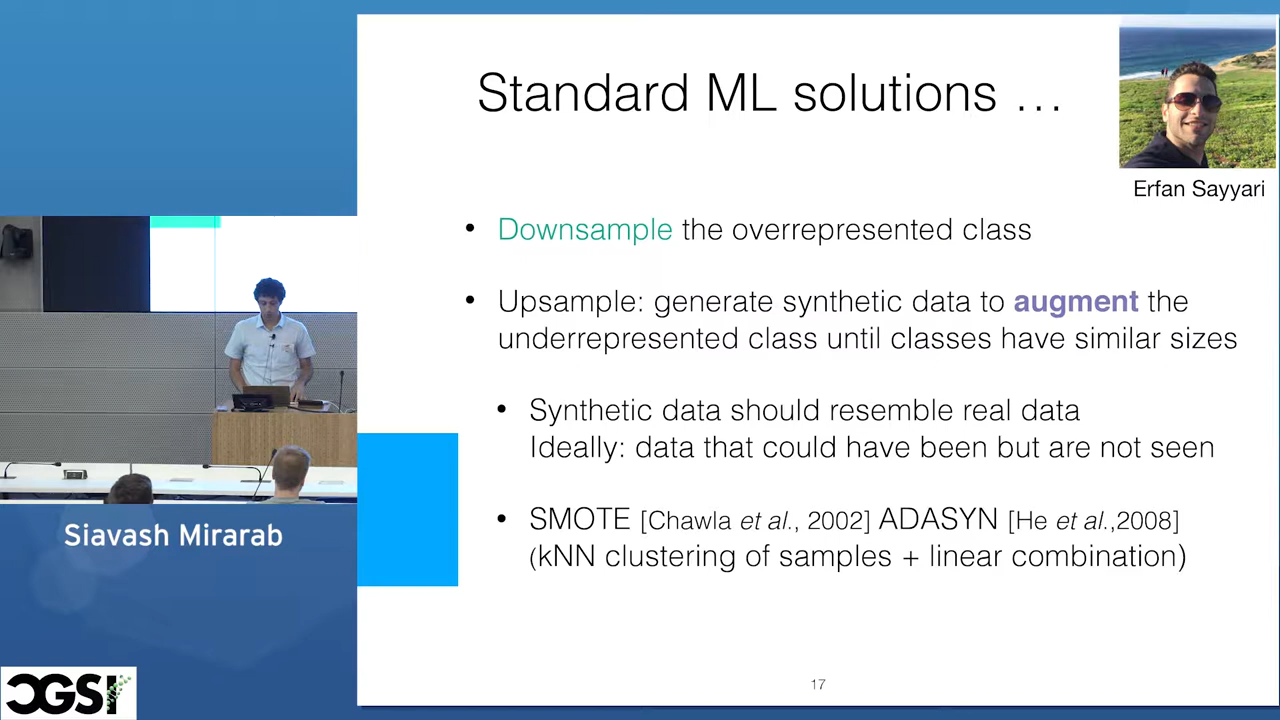 Standard ML solutions …
Erfan Sayyari
• Downsample the overrepresented class
• Upsample: generate synthetic data to augment the
underrepresented class until classes have similar sizes
• Synthetic data should resemble real data
Ideally: data that could have been but are not seen
• SMOTE [Chawla et al., 2002] ADASYN [He et al.,2008]
(kNN clustering of samples + linear combination)
17
Siavash Mirarab
CGSI